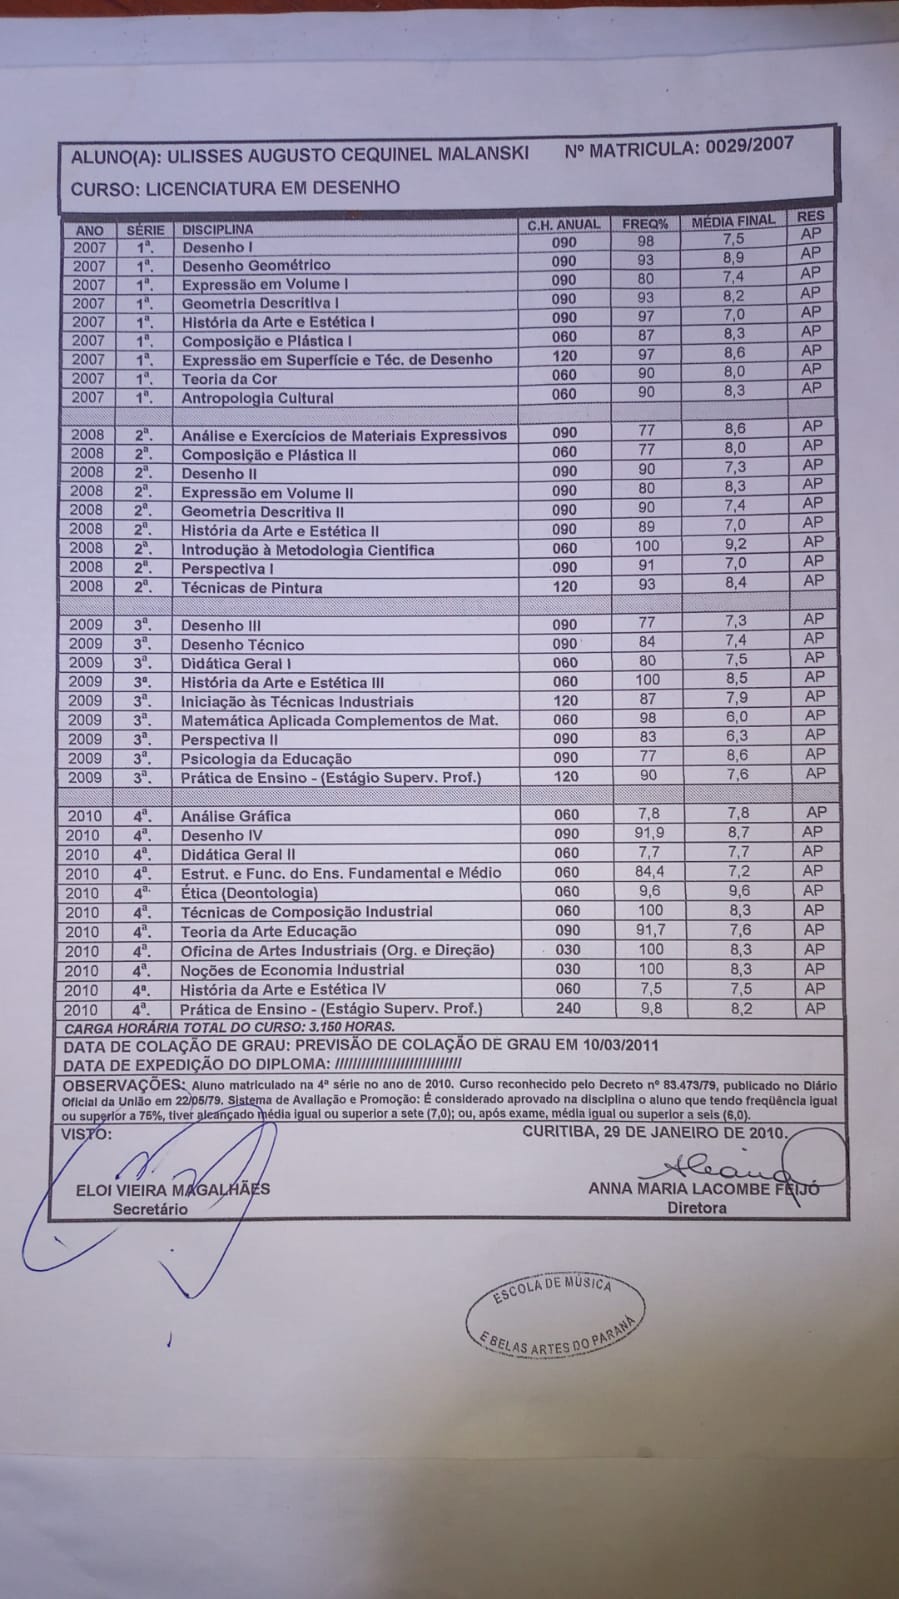 ALUNO(A): ULISSES AUGUSTO CEQUINEL MALANSKI Nº MATRICULA: 0029/2007
CURSO: LICENCIATURA EM DESENHO
ANO SÉRIE DISCIPLINA C.H. ANUAL FREQ% MÉDIA FINAL RES
2007 1ª. Desenho I 090 98 7,5 AP
2007 1ª. Desenho Geométrico 090 93 8,9 AP
2007 1ª. Expressão em Volume I 090 80 7,4 AP
2007 1ª. Geometria Descritiva I 090 93 8,2 AP
2007 1ª. História da Arte e Estética I 090 97 7,0 AP
2007 1ª. Composição e Plástica I 060 87 8,3 AP
2007 1ª. Expressão em Superfície e Téc. de Desenho 120 97 8,6 AP
2007 1ª. Teoria da Cor 060 90 8,0 AP
2007 1ª. Antropologia Cultural 060 90 8,3 AP
2008 2ª. Análise e Exercícios de Materiais Expressivos 090 77 8,6 AP
2008 2ª. Composição e Plástica II 060 77 8,0 AP
2008 2ª. Desenho II 090 90 7,3 AP
2008 2ª. Expressão em Volume II 090 80 8,3 AP
2008 2ª. Geometria Descritiva II 090 90 7,4 AP
2008 2ª. História da Arte e Estética II 090 89 7,0 AP
2008 2ª. Introdução à Metodologia Científica 060 100 9,2 AP
2008 2ª. Perspectiva I 090 91 7,0 AP
2008 2ª. Técnicas de Pintura 120 93 8,4 AP
2009 3ª. Desenho III 090 77 7,3 AP
2009 3ª. Desenho Técnico 090 84 7,4 AP
2009 3ª. Didática Geral I 060 80 7,5 AP
2009 3ª. História da Arte e Estética III 060 100 8,5 AP
2009 3ª. Iniciação às Técnicas Industriais 120 87 7,9 AP
2009 3ª. Matemática Aplicada Complementos de Mat. 060 98 6,0 AP
2009 3ª. Perspectiva II 090 83 6,3 AP
2009 3ª. Psicologia da Educação 090 77 8,6 AP
2009 3ª. Prática de Ensino - (Estágio Superv. Prof.) 120 90 7,6 AP
2010 4ª. Análise Gráfica 060 7,8 7,8 AP
2010 4ª. Desenho IV 090 91,9 8,7 AP
2010 4ª. Didática Geral II 060 7,7 7,7 AP
2010 4ª. Estrut. e Func. do Ens. Fundamental e Médio 060 84,4 7,2 AP
2010 4ª. Ética (Deontologia) 060 9,6 9,6 AP
2010 4ª. Técnicas de Composição Industrial 060 100 8,3 AP
2010 4ª. Teoria da Arte Educação 090 91,7 7,6 AP
2010 4ª. Oficina de Artes Industriais (Org. e Direção) 030 100 8,3 AP
2010 4ª. Noções de Economia Industrial 030 100 8,3 AP
2010 4ª. História da Arte e Estética IV 060 7,5 7,5 AP
2010 4ª. Prática de Ensino - (Estágio Superv. Prof.) 240 9,8 8,2 AP
CARGA HORÁRIA TOTAL DO CURSO: 3.150 HORAS.
DATA DE COLAÇÃO DE GRAU: PREVISÃO DE COLAÇÃO DE GRAU EM 10/03/2011
DATA DE EXPEDIÇÃO DO DIPLOMA: /////////////////////////////
OBSERVAÇÕES: Aluno matriculado na 4ª série no ano de 2010. Curso reconhecido pelo Decreto nº 83.473/79, publicado no Diário
Oficial da União em 22/05/79. Sistema de Avaliação e Promoção: É considerado aprovado na disciplina o aluno que tendo freqüência igual
ou superior a 75%, tiver alcançado média igual ou superior a sete (7,0); ou, após exame, média igual ou superior a seis (6,0).
VISTO: CURITIBA, 29 DE JANEIRO DE 2010.
ELOI VIEIRA MAGALHÃES ANNA MARIA LACOMBE FEIJÓ
Secretário Diretora
ESCOLA DE MÚSICA
E BELAS ARTES DO PARANÁ